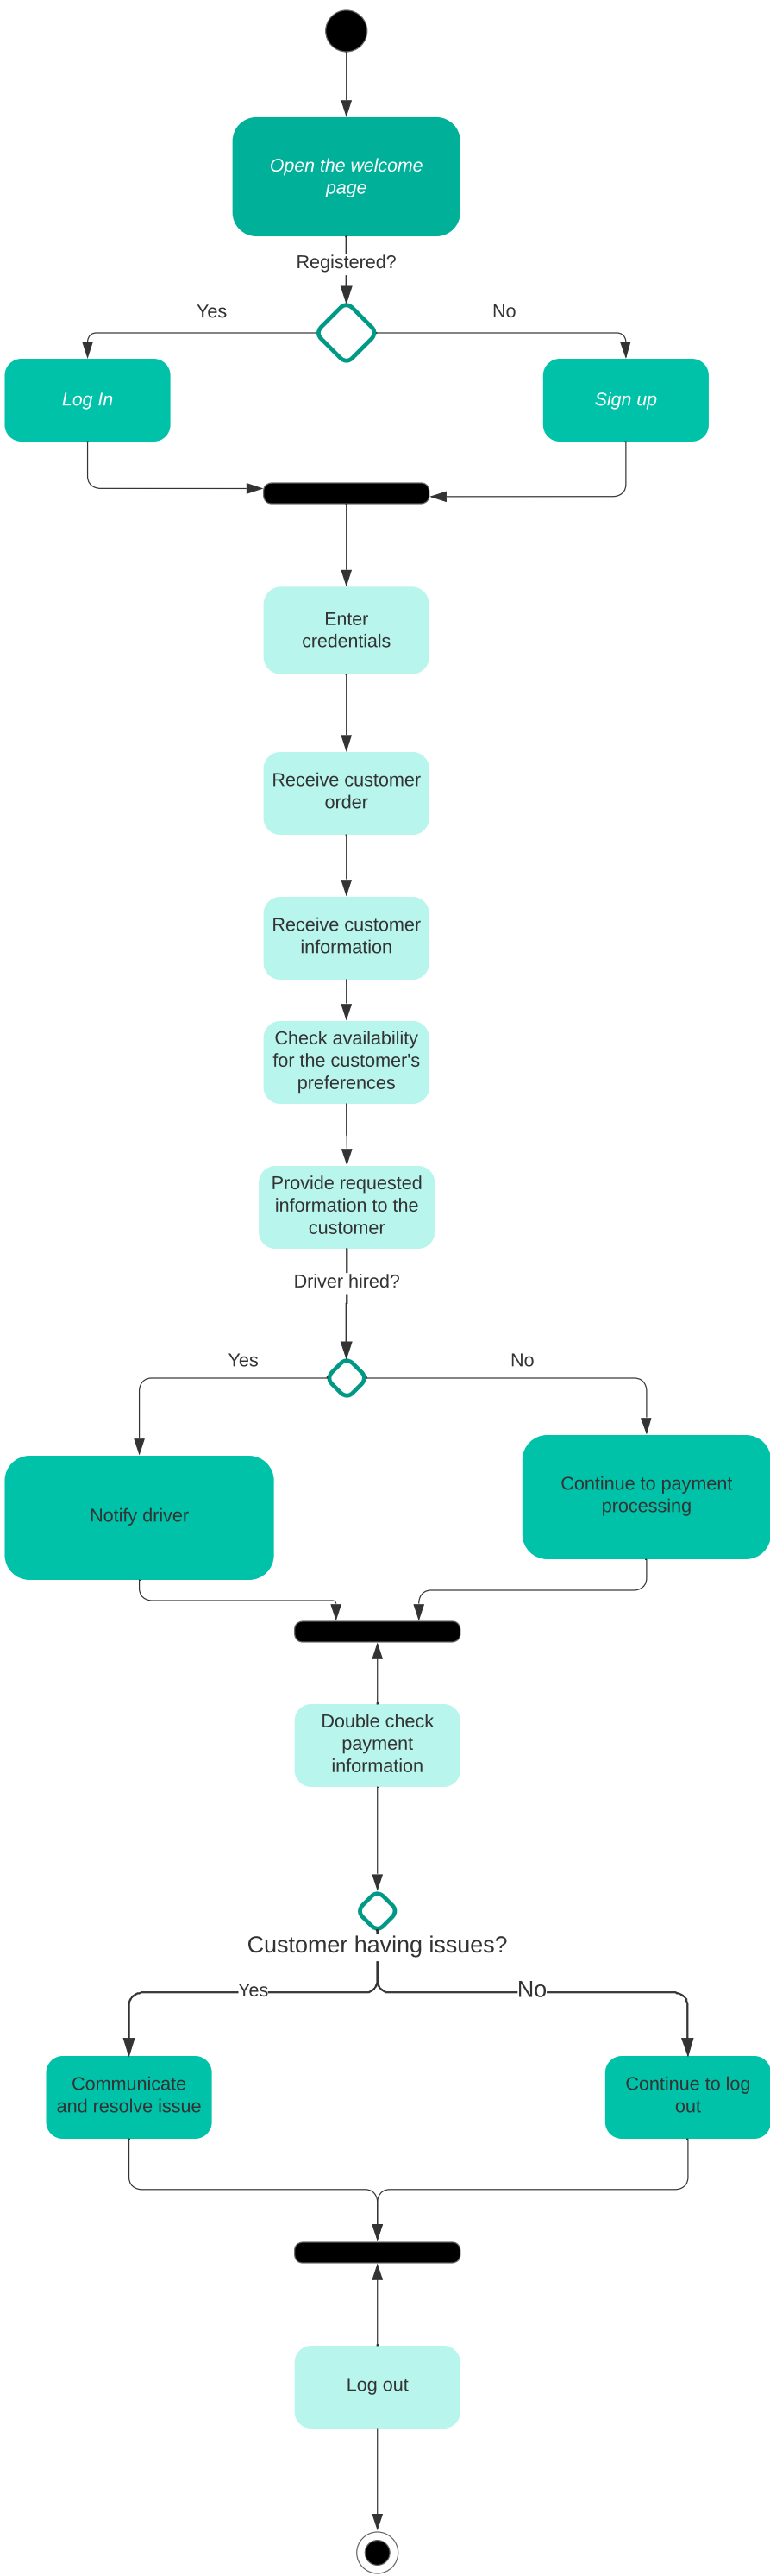 Open the welcome
page
Registered?
Yes
No
Log In
Sign up
Enter
credentials
Receive customer
order
Receive customer
information
Check availability
for the customer's
preferences
Provide requested
information to the
customer
Driver hired?
Yes
No
Notify driver
Continue to payment
processing
Double check
payment
information
Customer having issues?
Yes
No
Communicate
and resolve issue
Continue to log
out
Log out